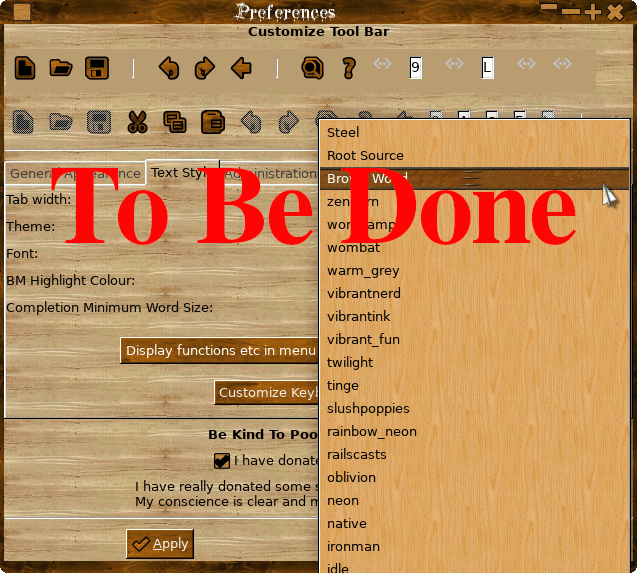 Preferences
Customize Tool Bar
9 L
General Appearance Text Style Administration
To Be Done
Tab width:
Theme:
Font:
BM Highlight Colour:
Completion Minimum Word Size:
Display functions etc in menu
Customize Keyb
Be Kind To Poo
I have donate
I have really donated some s
My conscience is clear and m
Apply
Steel
Root Source
Brown Wood
zenburn
wombat
warm_grey
vibrantnerd
vibrantink
vibrant_fun
twilight
tinge
slushpoppies
rainbow_neon
railscasts
oblivion
neon
native
ironman
idle